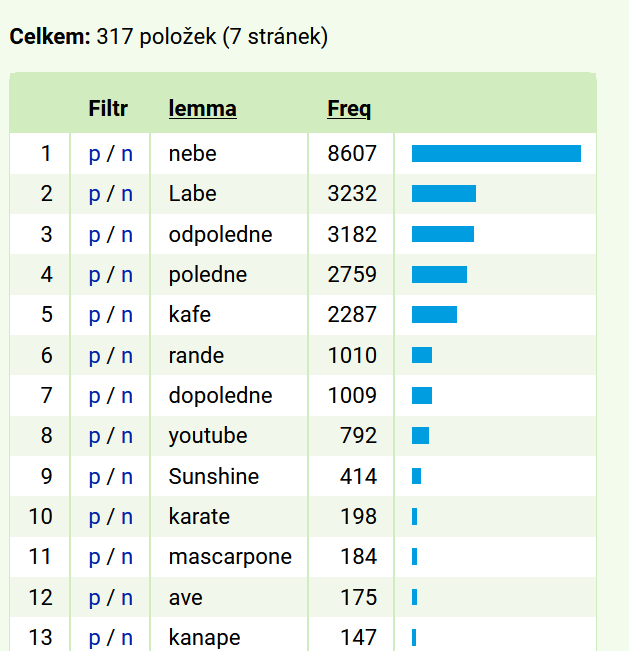 Celkem: 317 položek (7 stránek)
Filtr lemma Freq
1 p / n nebe 8607
2 p / n Labe 3232
3 p / n odpoledne 3182
4 p / n poledne 2759
5 p / n kafe 2287
6 p / n rande 1010
7 p / n dopoledne 1009
8 p / n youtube 792
9 p / n Sunshine 414
10 p / n karate 198
11 p / n mascarpone 184
12 p / n ave 175
13 p / n kanape 147